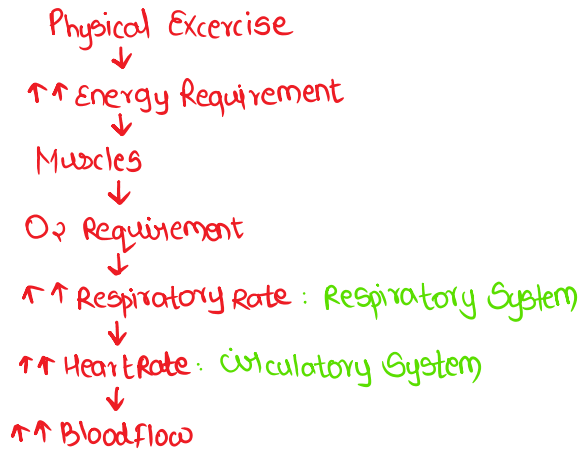 Physical Excercise
↓
↑↑ Energy Requirement
↓
Muscles
↓
O2 Requirement
↓
↑↑ Respiratory Rate : Respiratory System
↓
↑↑ Heart Rate : Circulatory System
↓
↑↑ Bloodflow